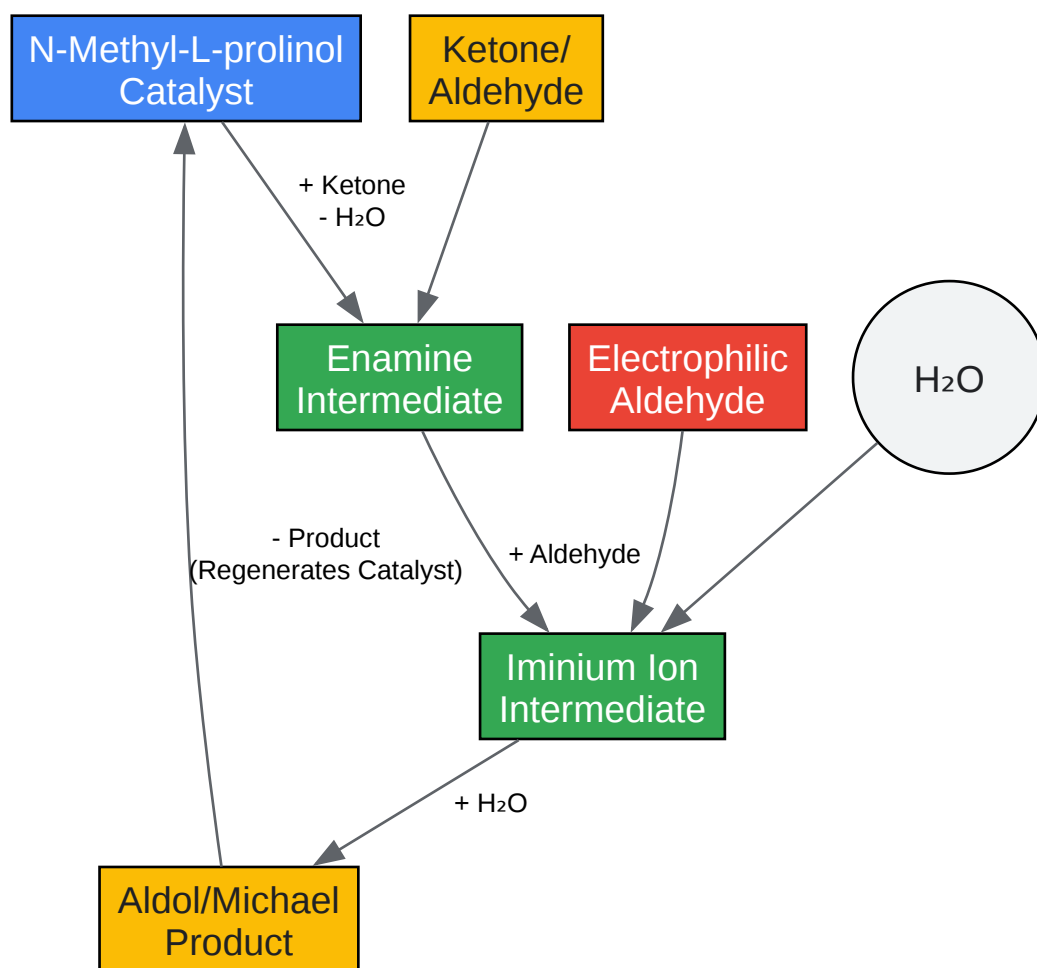 N-Methyl-L-prolinol
Catalyst
Ketone/
Aldehyde
+ Ketone
- H₂O
Enamine
Intermediate
Electrophilic
Aldehyde
H₂O
- Product
(Regenerates Catalyst)
+ Aldehyde
Iminium Ion
Intermediate
+ H₂O
Aldol/Michael
Product